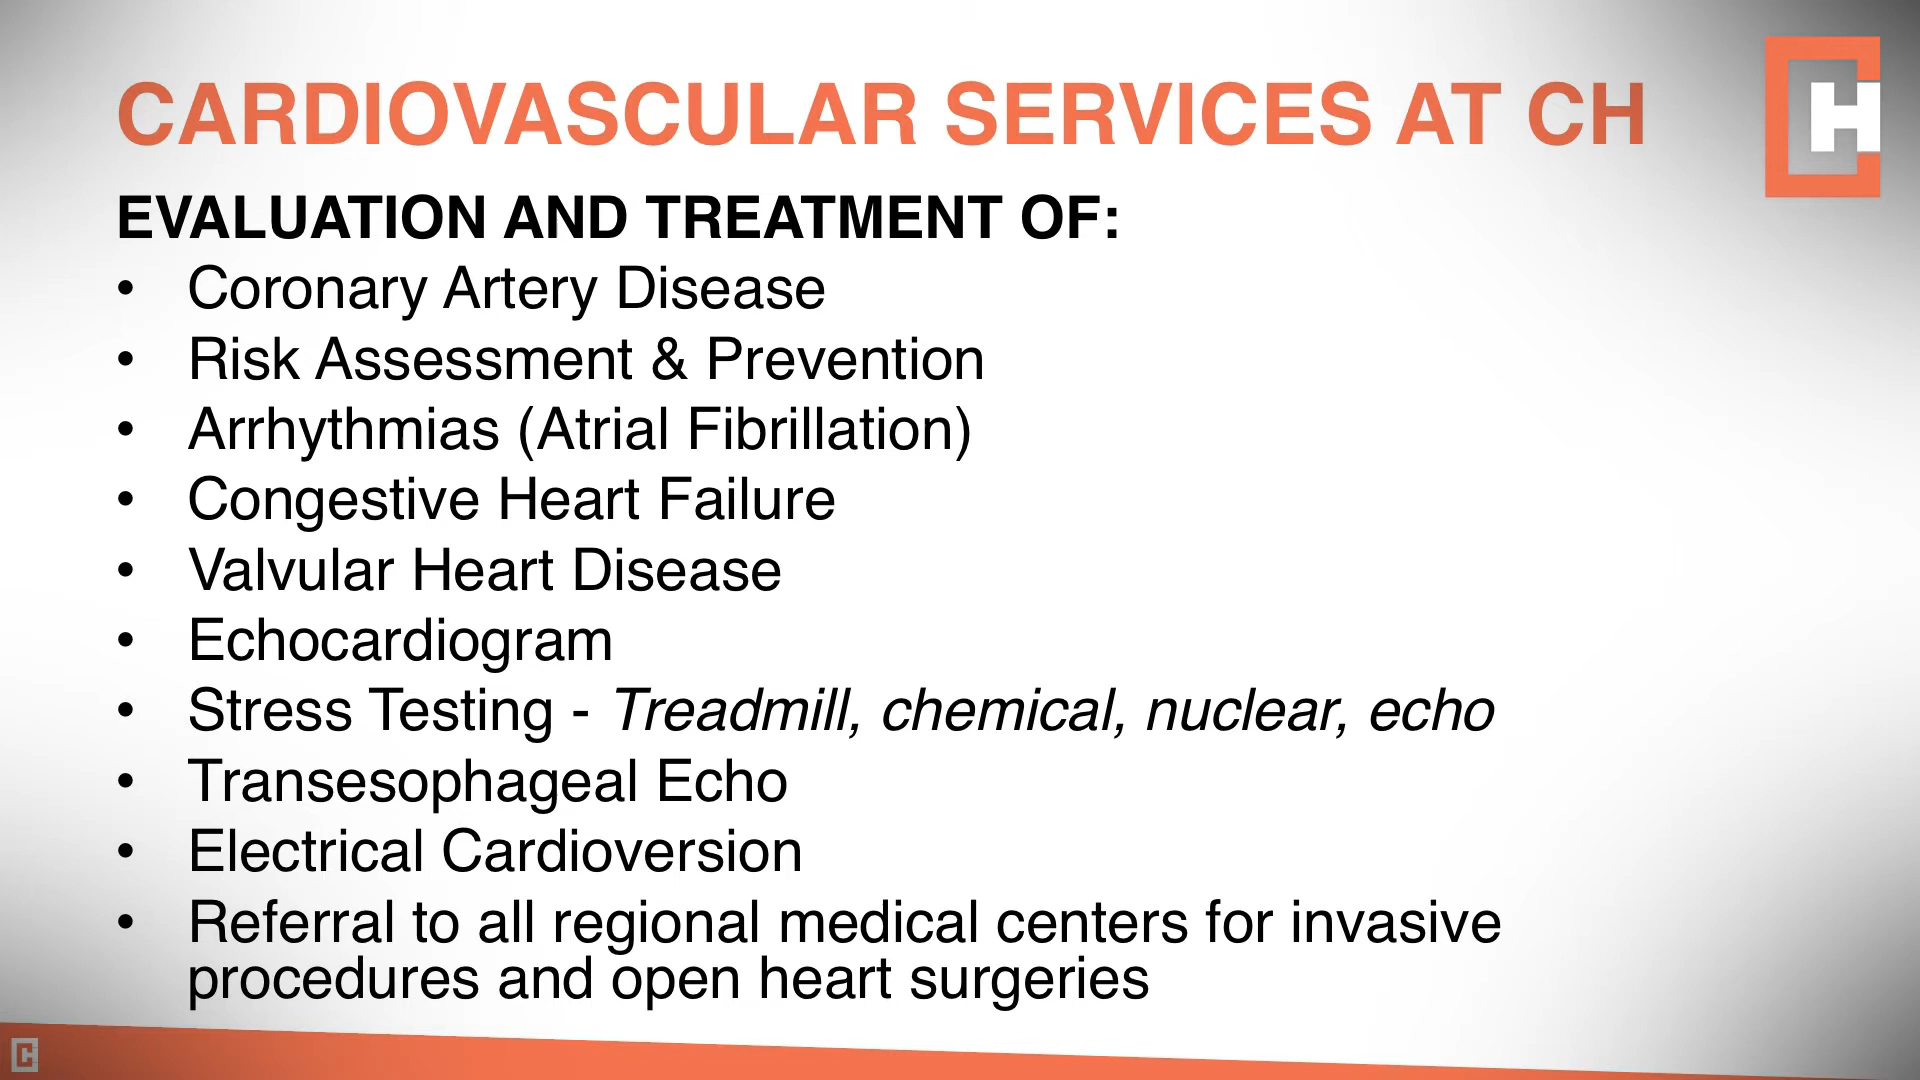 CARDIOVASCULAR SERVICES AT CH
CH
EVALUATION AND TREATMENT OF:
• Coronary Artery Disease
• Risk Assessment & Prevention
• Arrhythmias (Atrial Fibrillation)
• Congestive Heart Failure
• Valvular Heart Disease
• Echocardiogram
• Stress Testing - Treadmill, chemical, nuclear, echo
• Transesophageal Echo
• Electrical Cardioversion
• Referral to all regional medical centers for invasive
procedures and open heart surgeries
CH